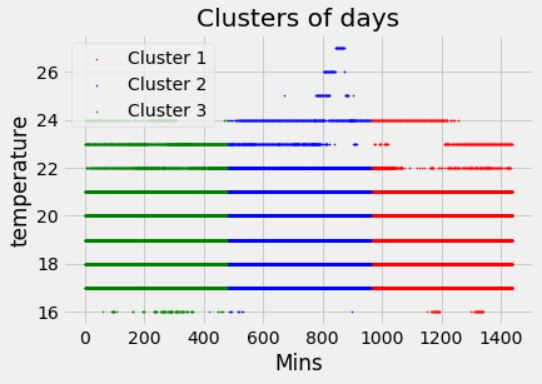 Clusters of days
Cluster 1
Cluster 2
Cluster 3
26
24
22
20
18
16
temperature
0 200 400 600 800 1000 1200 1400
Mins